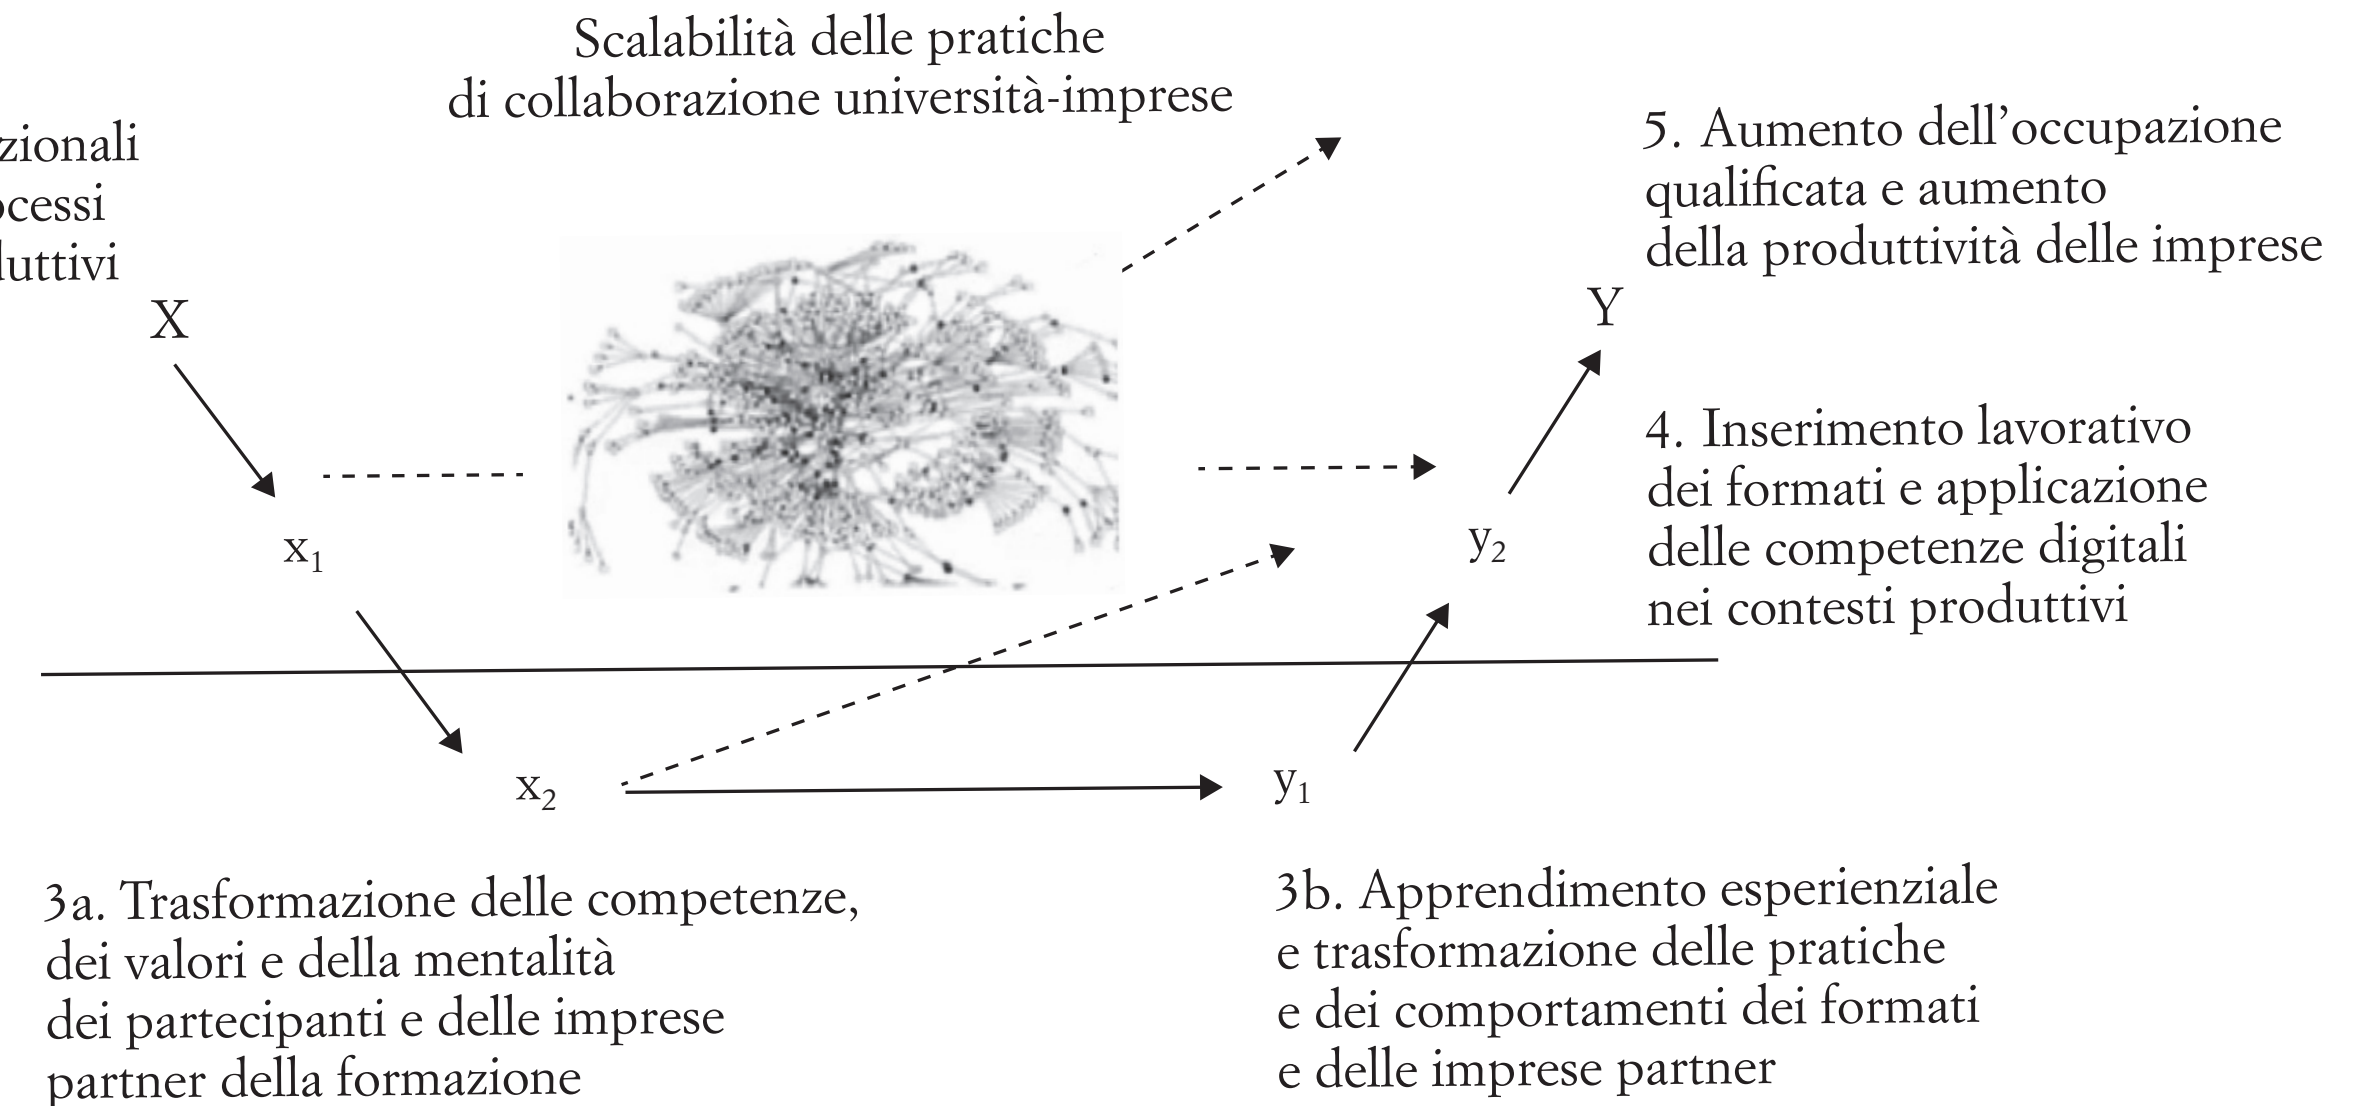 Scalabilità delle pratiche
di collaborazione università-imprese
zionali
cessi
uttivi
X
x₁
x₂
y₁
y₂
Y
5. Aumento dell’occupazione
qualificata e aumento
della produttività delle imprese
4. Inserimento lavorativo
dei formati e applicazione
delle competenze digitali
nei contesti produttivi
3a. Trasformazione delle competenze,
dei valori e della mentalità
dei partecipanti e delle imprese
partner della formazione
3b. Apprendimento esperienziale
e trasformazione delle pratiche
e dei comportamenti dei formati
e delle imprese partner